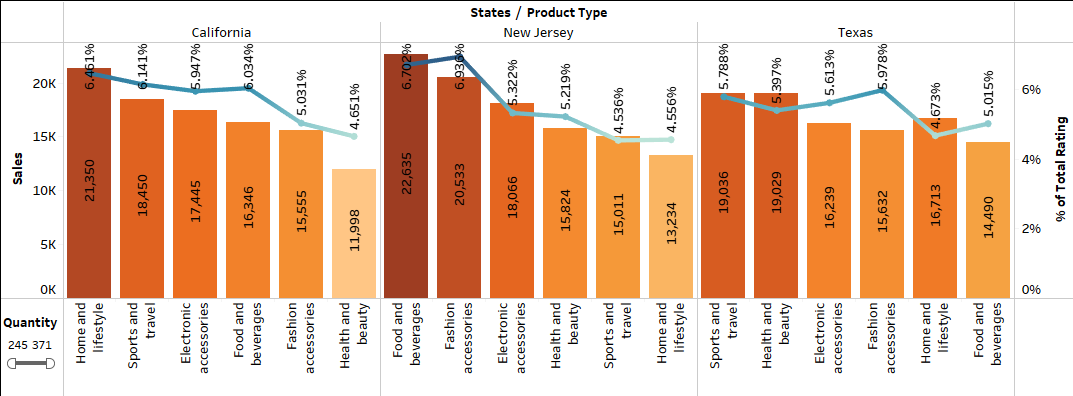 States / Product Type
California
New Jersey
Texas
Sales
20K
15K
10K
5K
0K
6.461%
6.141%
5.947%
6.034%
5.031%
4.651%
6.702%
6.936%
5.322%
5.219%
4.536%
4.556%
5.788%
5.397%
5.613%
5.978%
4.673%
5.015%
21,350
18,450
17,445
16,346
15,555
11,998
22,635
20,533
18,066
15,824
15,011
13,234
19,036
19,029
16,239
15,632
16,713
14,490
6%
4%
2%
0%
% of Total Rating
Home and
lifestyle
Sports and
travel
Electronic
accessories
Food and
beverages
Fashion
accessories
Health and
beauty
Food and
beverages
Fashion
accessories
Electronic
accessories
Health and
beauty
Sports and
travel
Home and
lifestyle
Sports and
travel
Health and
beauty
Electronic
accessories
Fashion
accessories
Home and
lifestyle
Food and
beverages
Quantity
245 371